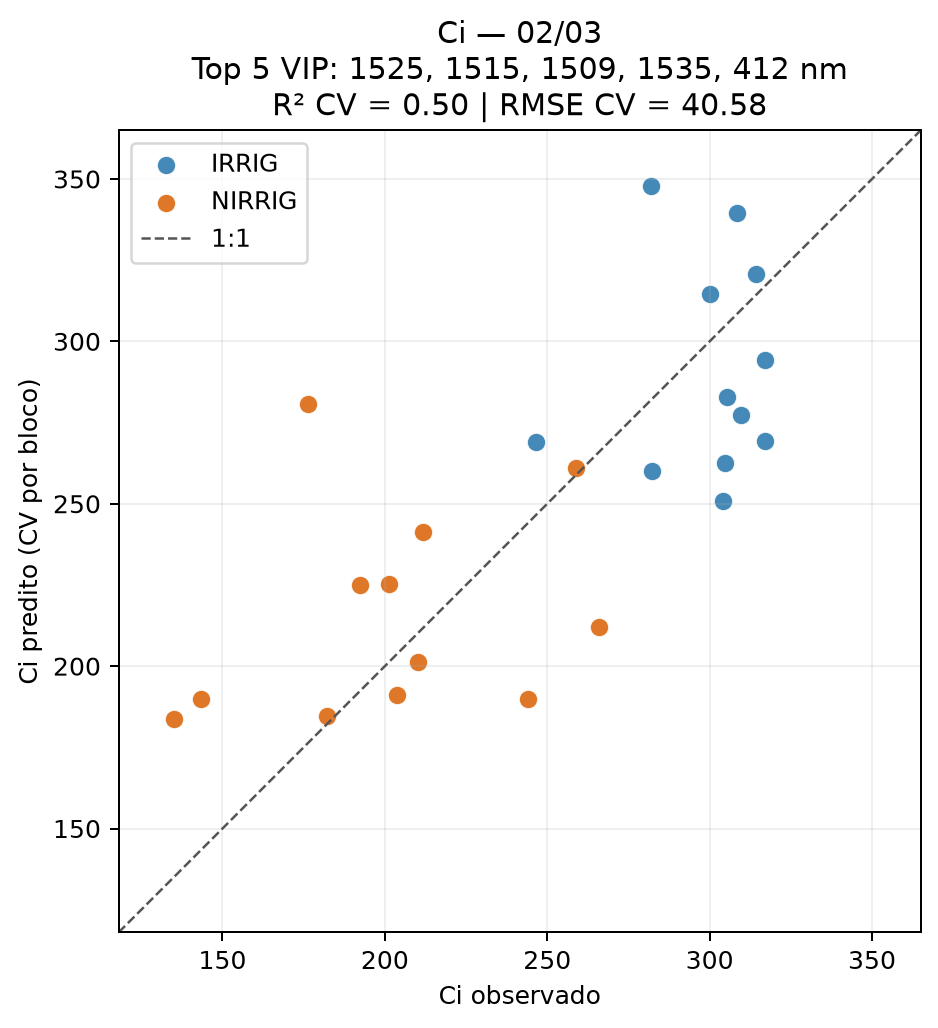 Ci — 02/03
Top 5 VIP: 1525, 1515, 1509, 1535, 412 nm
R² CV = 0.50 | RMSE CV = 40.58
IRRIG
NIRRIG
1:1
350
300
250
200
150
Ci predito (CV por bloco)
150
200
250
300
350
Ci observado